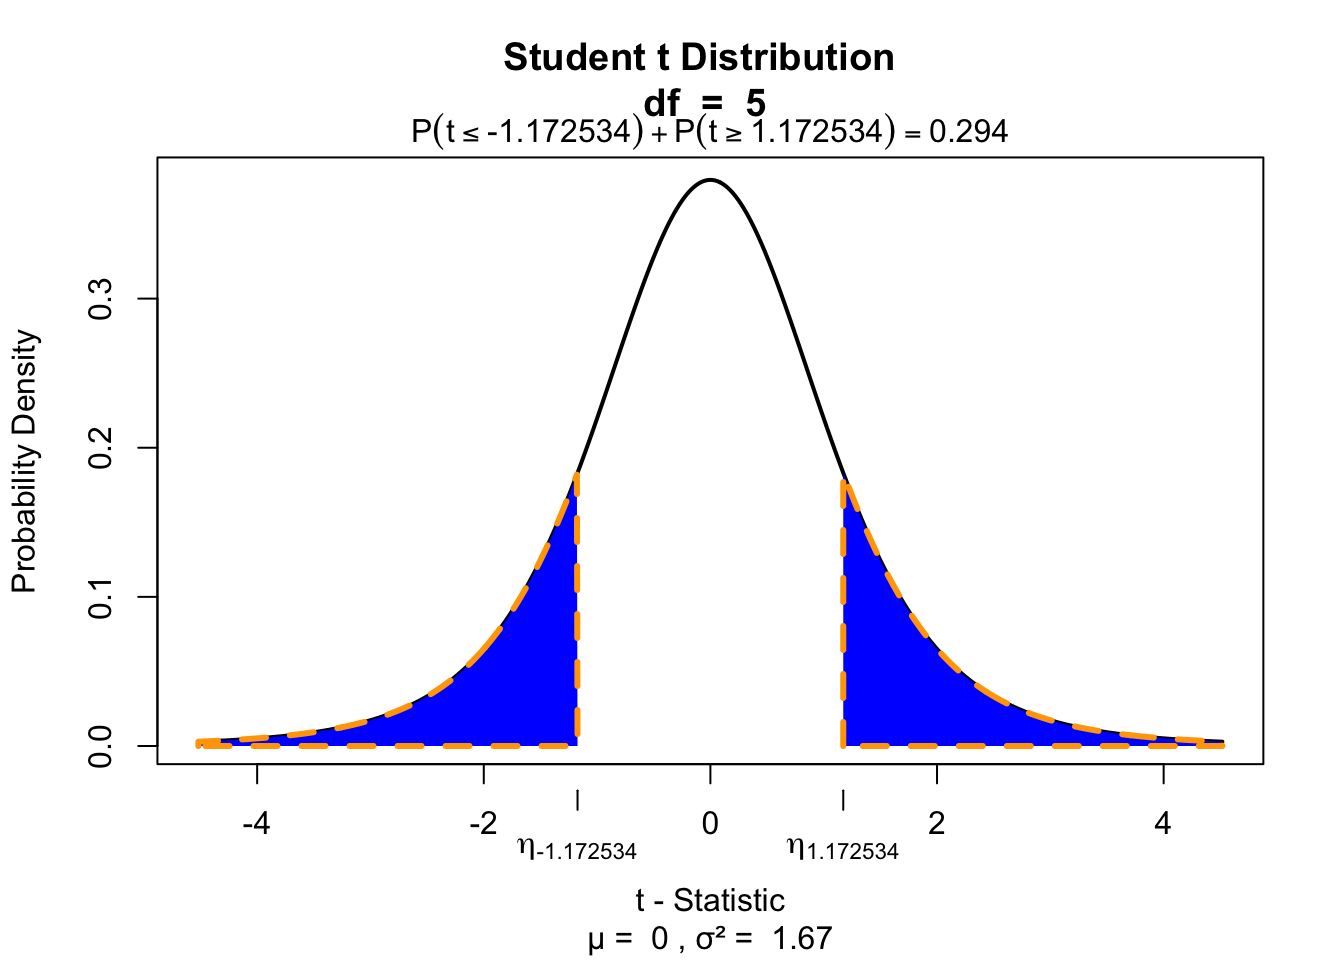 Student t Distribution
df = 5
P(t ≤ -1.172534) + P(t ≥ 1.172534) = 0.294
Probability Density
0.3
0.2
0.1
0.0
-4 -2 0 2 4
η-1.172534 η1.172534
t - Statistic
μ = 0 , σ² = 1.67